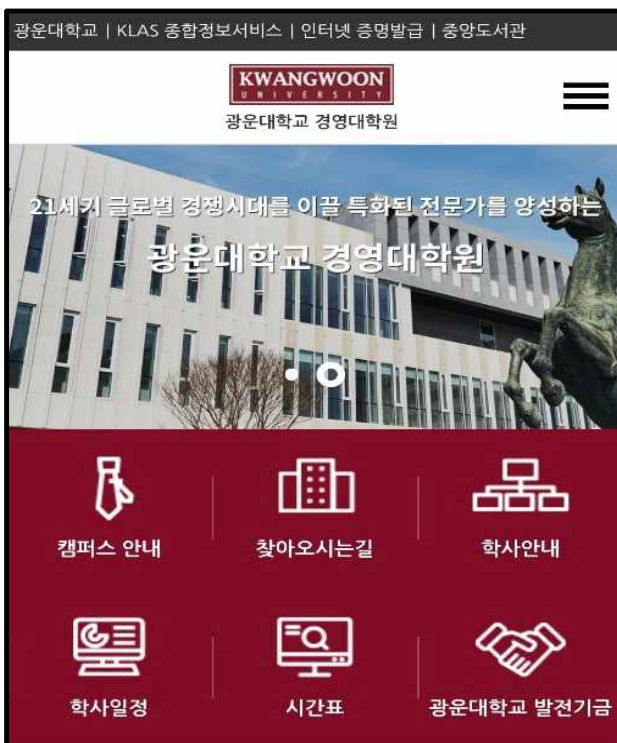 광운대학교 | KLAS 종합정보서비스 | 인터넷 증명발급 | 중앙도서관
KWANGWOON
UNIVERSITY
광운대학교 경영대학원
21세기 글로벌 경쟁시대를 이끌 특화된 전문가를 양성하는
광운대학교 경영대학원
캠퍼스 안내 찾아오시는길 학사안내
학사일정 시간표 광운대학교 발전기금